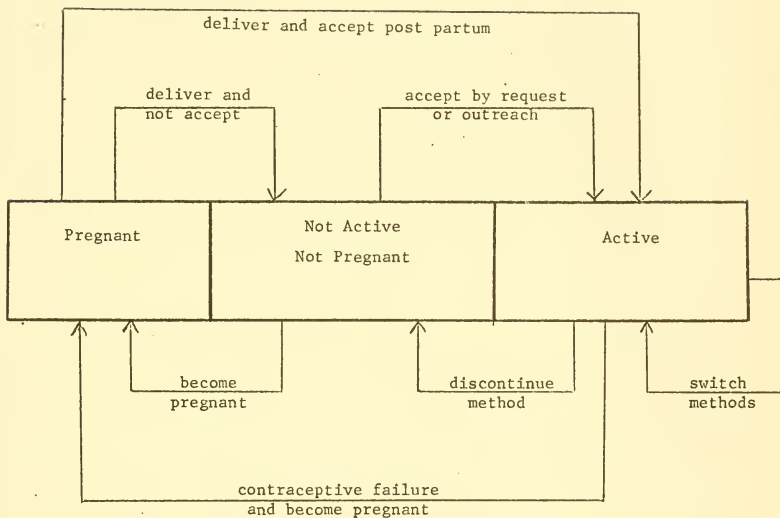 deliver and accept post partum
deliver and
not accept
accept by request
or outreach
Pregnant
Not Active
Not Pregnant
Active
become
pregnant
discontinue
method
switch
methods
contraceptive failure
and become pregnant